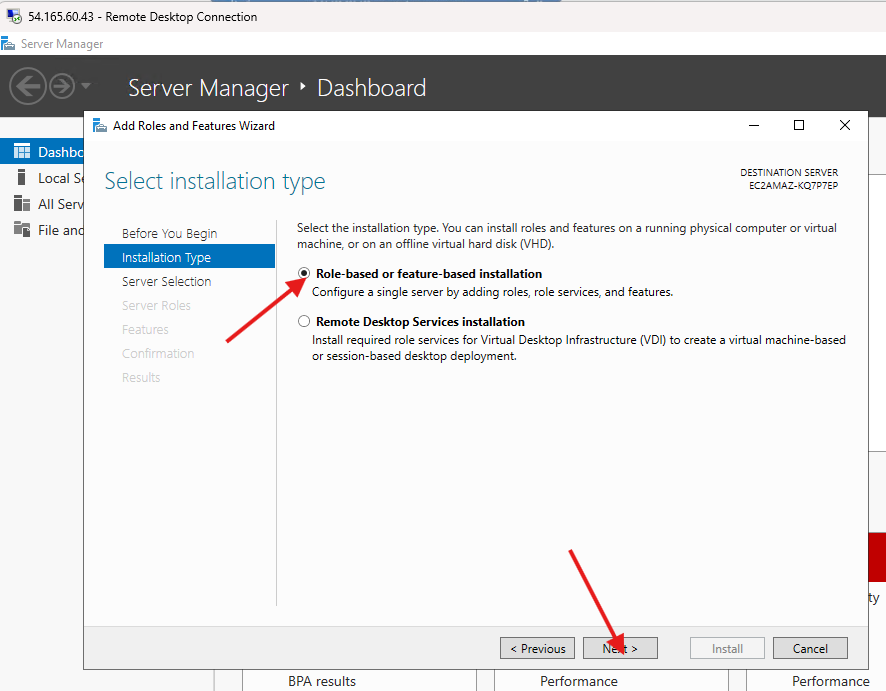 54.165.60.43 - Remote Desktop Connection
Server Manager
Server Manager ‣ Dashboard
Add Roles and Features Wizard
Select installation type
DESTINATION SERVER
EC2AMAZ-KQ7P7EP
Dashbo
Local Se
All Serv
File and
Before You Begin
Installation Type
Server Selection
Server Roles
Features
Confirmation
Results
Select the installation type. You can install roles and features on a running physical computer or virtual
machine, or on an offline virtual hard disk (VHD).
Role-based or feature-based installation
Configure a single server by adding roles, role services, and features.
Remote Desktop Services installation
Install required role services for Virtual Desktop Infrastructure (VDI) to create a virtual machine-based
or session-based desktop deployment.
ty
< Previous
Next >
Install
Cancel
BPA results
Performance
Performance